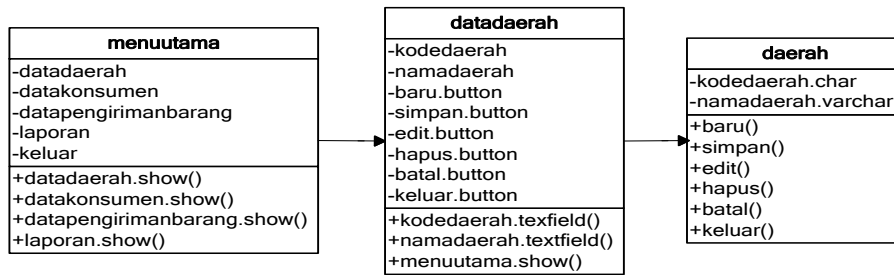 menuutama
-datadaerah
-datakonsumen
-datapengirimanbarang
-laporan
-keluar
+datadaerah.show()
+datakonsumen.show()
+datapengirimanbarang.show()
+laporan.show()
datadaerah
-kodedaerah
-namadaerah
-baru.button
-simpan.button
-edit.button
-hapus.button
-batal.button
-keluar.button
+kodedaerah.texfield()
+namadaerah.textfield()
+menuutama.show()
daerah
-kodedaerah.char
-namadaerah.varchar
+baru()
+simpan()
+edit()
+hapus()
+batal()
+keluar()